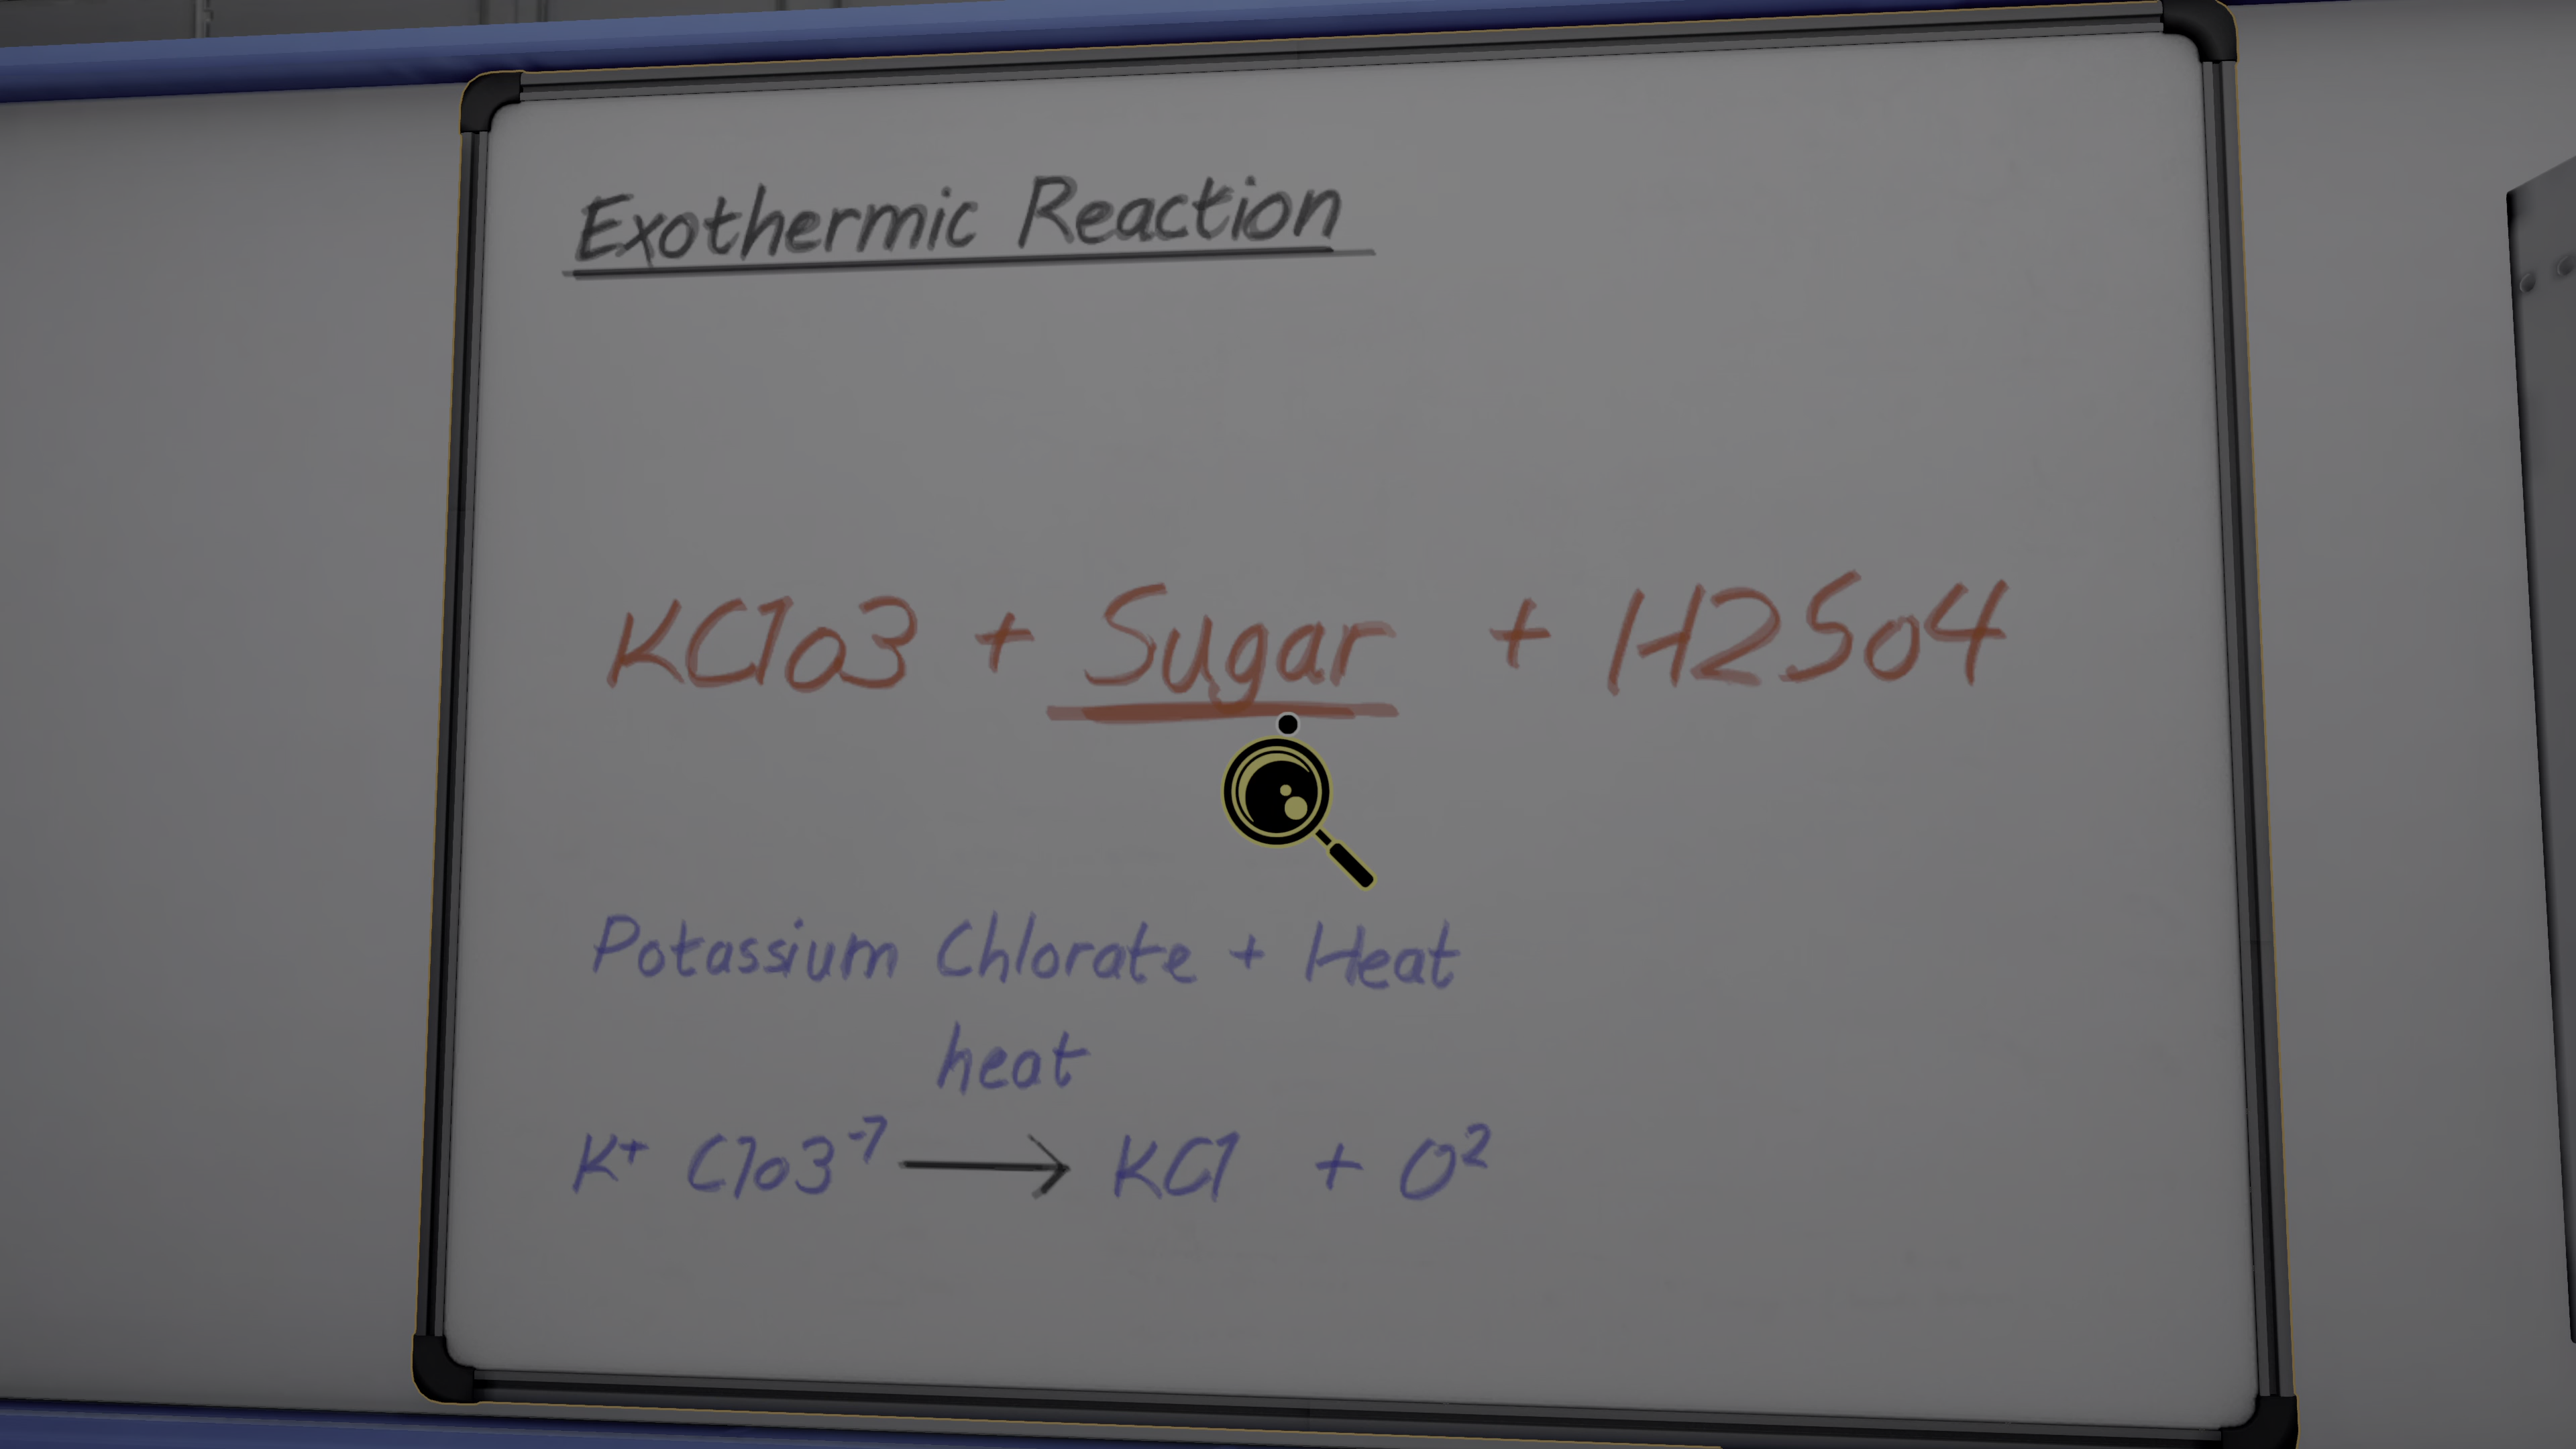 Exothermic Reaction
KClo3 + Sugar + H2So4
Potassium Chlorate + Heat
heat
K+ Clo3-7 → KCl + O2